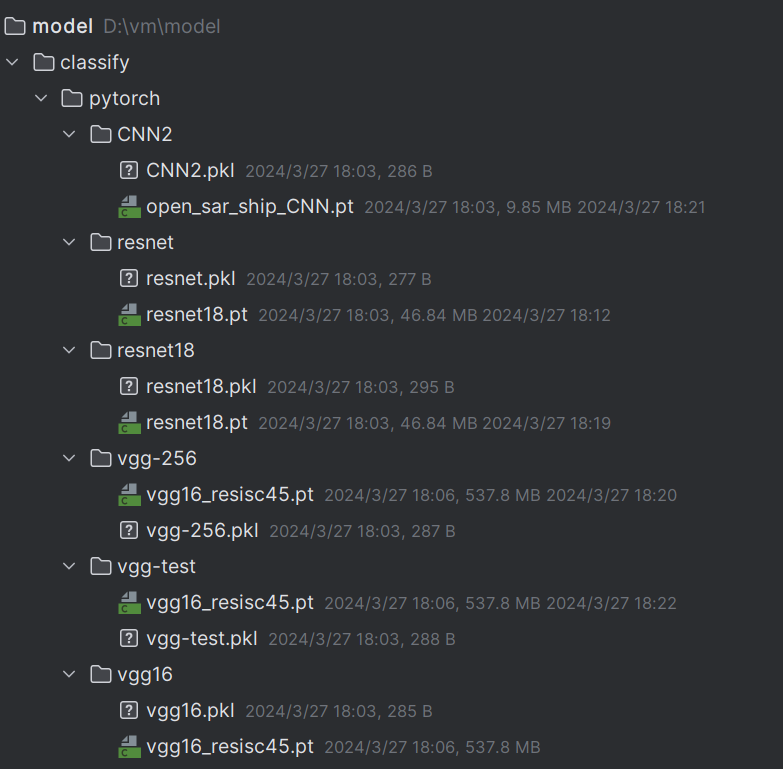 model D:\vm\model
classify
pytorch
CNN2
? CNN2.pkl 2024/3/27 18:03, 286 B
C open_sar_ship_CNN.pt 2024/3/27 18:03, 9.85 MB 2024/3/27 18:21
resnet
? resnet.pkl 2024/3/27 18:03, 277 B
C resnet18.pt 2024/3/27 18:03, 46.84 MB 2024/3/27 18:12
resnet18
? resnet18.pkl 2024/3/27 18:03, 295 B
C resnet18.pt 2024/3/27 18:03, 46.84 MB 2024/3/27 18:19
vgg-256
C vgg16_resisc45.pt 2024/3/27 18:06, 537.8 MB 2024/3/27 18:20
? vgg-256.pkl 2024/3/27 18:03, 287 B
vgg-test
C vgg16_resisc45.pt 2024/3/27 18:06, 537.8 MB 2024/3/27 18:22
? vgg-test.pkl 2024/3/27 18:03, 288 B
vgg16
? vgg16.pkl 2024/3/27 18:03, 285 B
C vgg16_resisc45.pt 2024/3/27 18:06, 537.8 MB